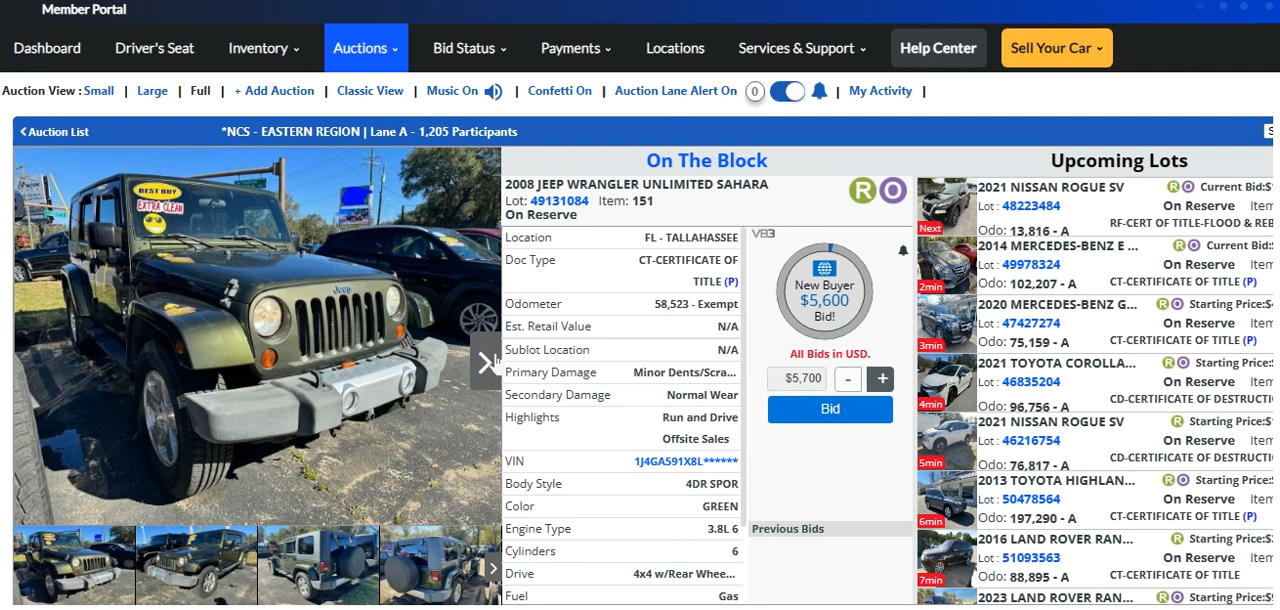 Member Portal
Dashboard Driver's Seat Inventory Auctions Bid Status Payments Locations Services & Support Help Center Sell Your Car
Auction View : Small | Large | Full | + Add Auction | Classic View | Music On | Confetti On | Auction Lane Alert On 0 | My Activity |
Auction List *NCS - EASTERN REGION | Lane A - 1,205 Participants
BEST BUY
EXTRA CLEAN
Jeep
On The Block
2008 JEEP WRANGLER UNLIMITED SAHARA
Lot: 49131084 Item: 151
On Reserve
R O
Location FL - TALLAHASSEE
Doc Type CT-CERTIFICATE OF
TITLE (P)
Odometer 58,523 - Exempt
Est. Retail Value N/A
Sublot Location N/A
Primary Damage Minor Dents/Scra...
Secondary Damage Normal Wear
Highlights Run and Drive
Offsite Sales
VIN 1J4GA591X8L******
Body Style 4DR SPOR
Color GREEN
Engine Type 3.8L 6
Cylinders 6
Drive 4x4 w/Rear Whee...
Fuel Gas
VB3
New Buyer
$5,600
Bid!
All Bids in USD.
$5,700 - +
Bid
Previous Bids
Upcoming Lots
2021 NISSAN ROGUE SV R O Current Bid:$
Lot : 48223484 On Reserve Item
RF-CERT OF TITLE-FLOOD & REB
Next Odo: 13,816 - A
2014 MERCEDES-BENZ E ... R O Current Bid:
Lot : 49978324 On Reserve Item
2min Odo: 102,207 - A CT-CERTIFICATE OF TITLE (P)
2020 MERCEDES-BENZ G... R O Starting Price:
Lot : 47427274 On Reserve Item
3min Odo: 75,159 - A CT-CERTIFICATE OF TITLE (P)
2021 TOYOTA COROLLA... R O Starting Price:
Lot : 46835204 On Reserve Item
4min Odo: 96,756 - A CD-CERTIFICATE OF DESTRUCTI
2021 NISSAN ROGUE SV R Starting Price:
Lot : 46216754 On Reserve Item
5min Odo: 76,817 - A CD-CERTIFICATE OF DESTRUCTI
2013 TOYOTA HIGHLAN... R O Starting Price:
Lot : 50478564 On Reserve Item
6min Odo: 197,290 - A CT-CERTIFICATE OF TITLE (P)
2016 LAND ROVER RAN... R Starting Price:
Lot : 51093563 On Reserve Item
7min Odo: 88,895 - A CT-CERTIFICATE OF TITLE
2023 LAND ROVER RAN... R O Starting Price: